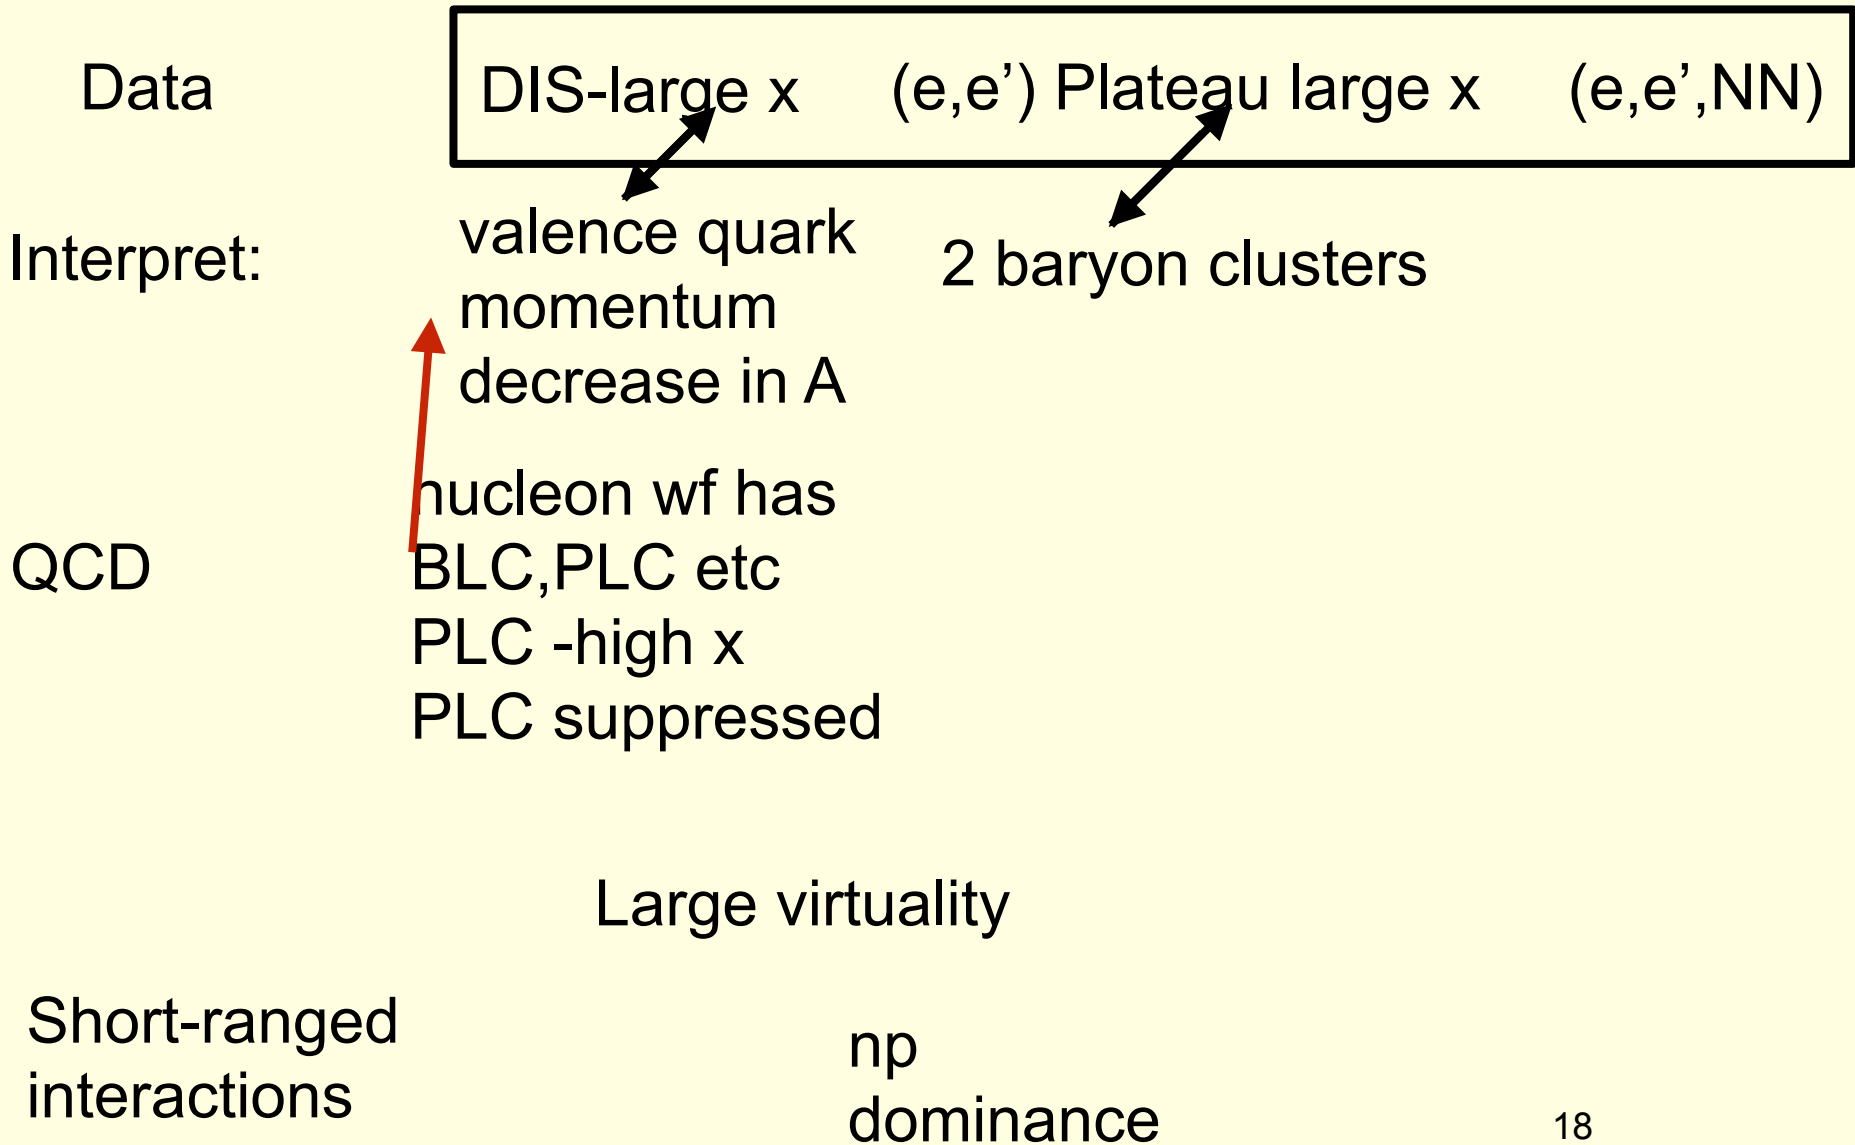 Data
DIS-large x
(e,e’) Plateau large x
(e,e’,NN)
Interpret:
valence quark
momentum
decrease in A
2 baryon clusters
QCD
nucleon wf has
BLC,PLC etc
PLC -high x
PLC suppressed
Large virtuality
Short-ranged
interactions
np
dominance
18